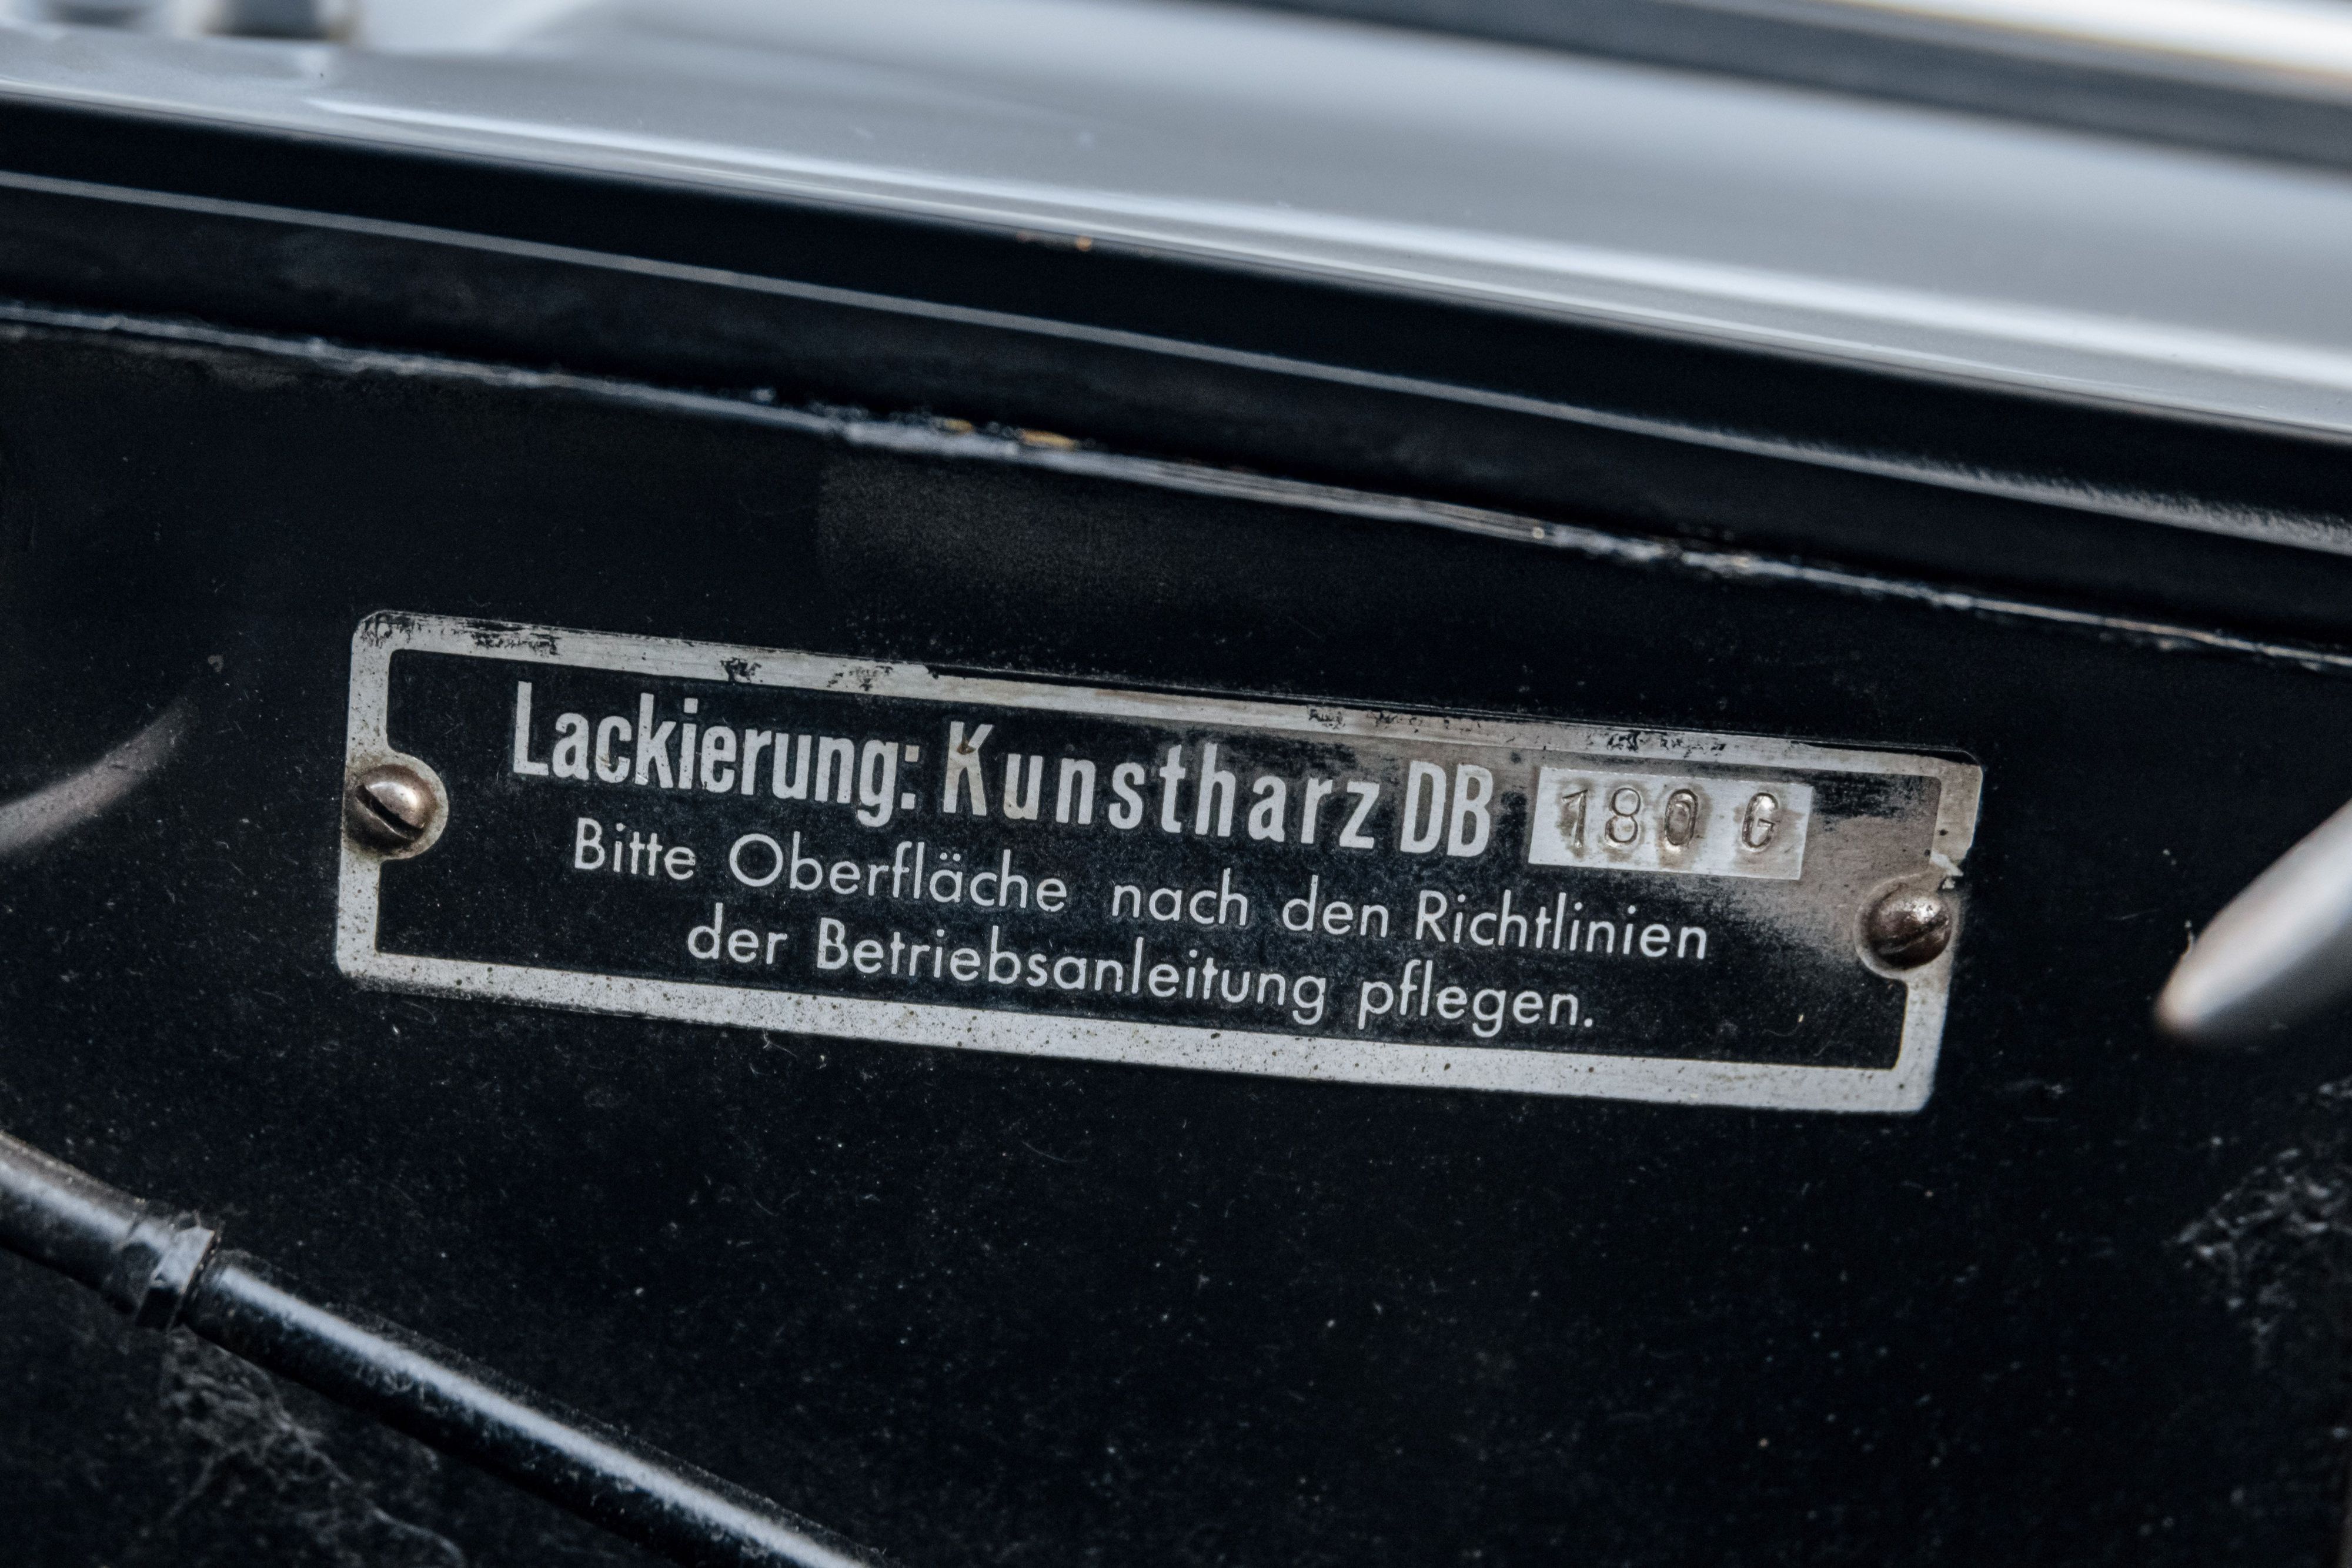 Lackierung: Kunstharz DB 180 G
Bitte Oberfläche nach den Richtlinien
der Betriebsanleitung pflegen.